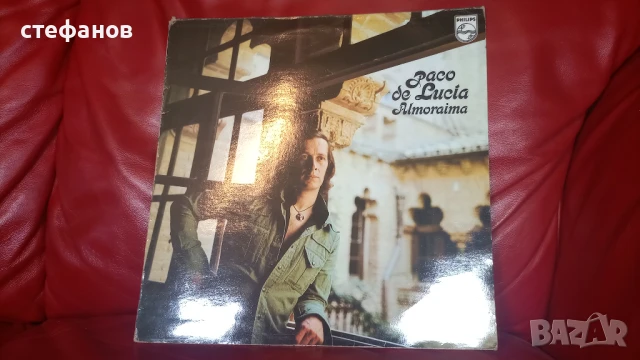 стефанов
PHILIPS
Paco
de Lucia
Almoraima
BAZAR